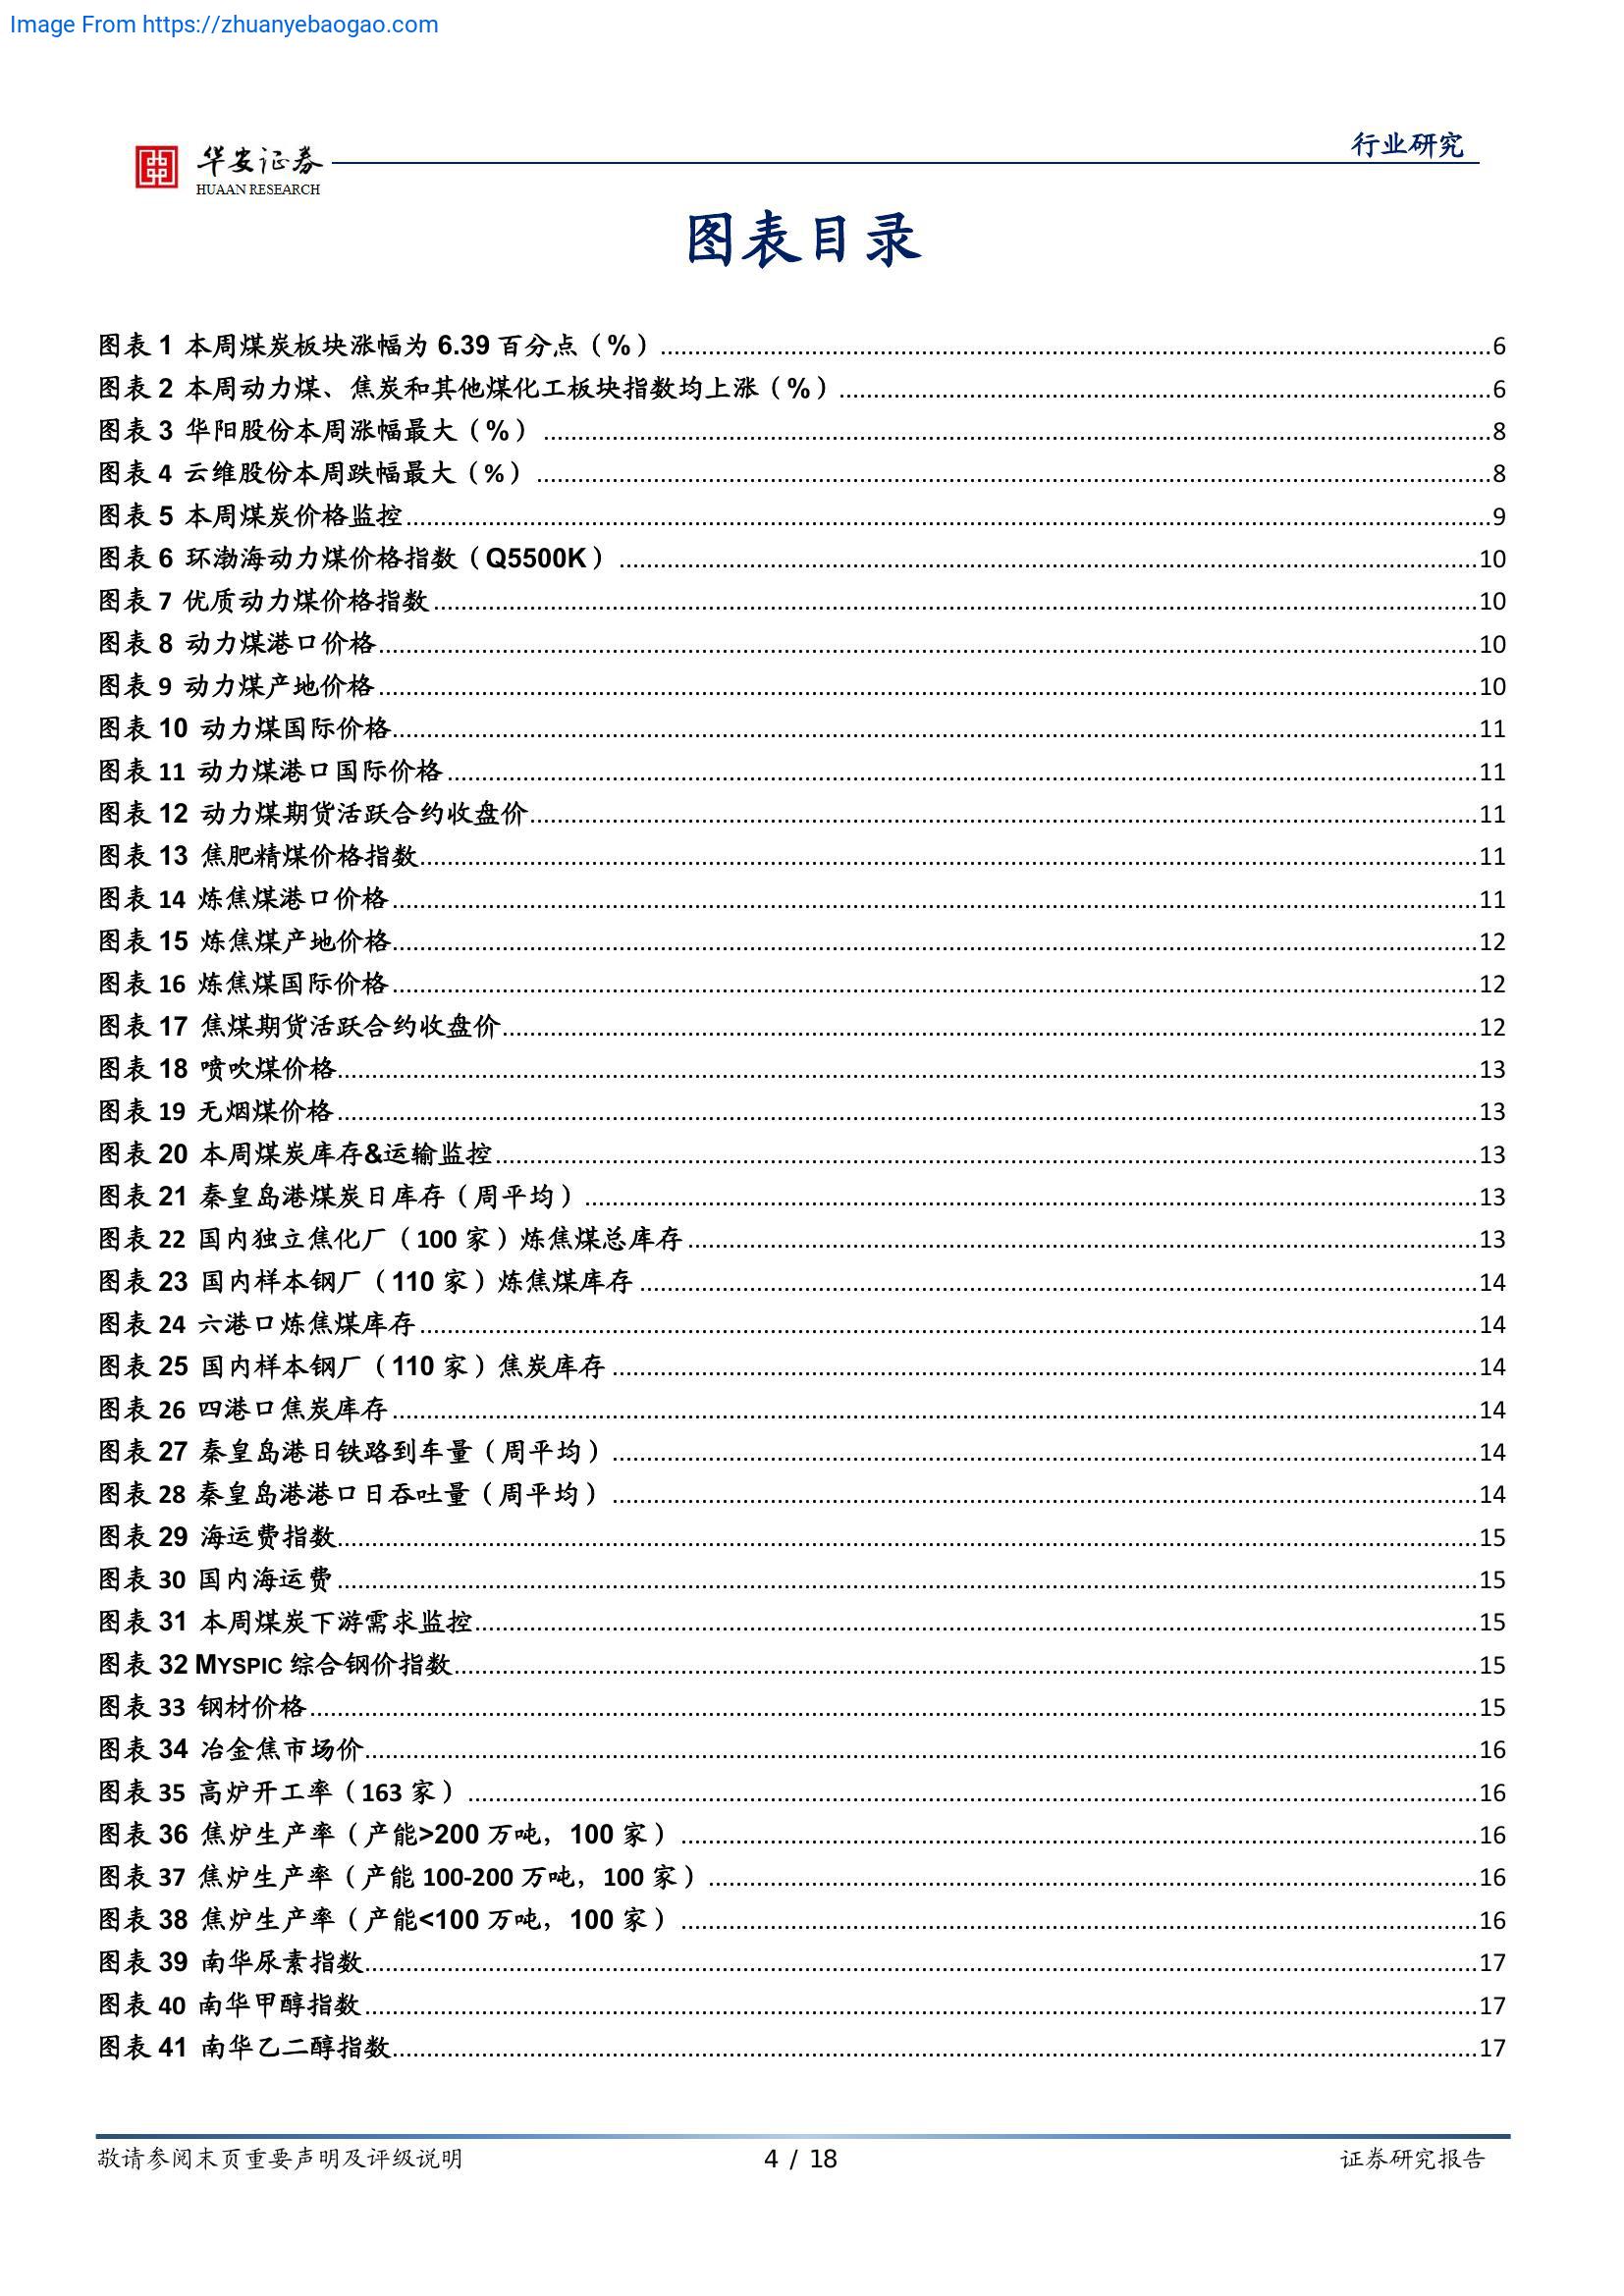 Image From https://zhuanyebaogao.com
行业研究
华安证券
HUAAN RESEARCH
图表目录
图表 1 本周煤炭板块涨幅为 6.39 百分点（%）...6
图表 2 本周动力煤、焦炭和其他煤化工板块指数均上涨（%）...6
图表 3 华阳股份本周涨幅最大（%）...8
图表 4 云维股份本周跌幅最大（%）...8
图表 5 本周煤炭价格监控...9
图表 6 环渤海动力煤价格指数（Q5500K）...10
图表 7 优质动力煤价格指数...10
图表 8 动力煤港口价格...10
图表 9 动力煤产地价格...10
图表 10 动力煤国际价格...11
图表 11 动力煤港口国际价格...11
图表 12 动力煤期货活跃合约收盘价...11
图表 13 焦肥精煤价格指数...11
图表 14 炼焦煤港口价格...11
图表 15 炼焦煤产地价格...12
图表 16 炼焦煤国际价格...12
图表 17 焦煤期货活跃合约收盘价...12
图表 18 喷吹煤价格...13
图表 19 无烟煤价格...13
图表 20 本周煤炭库存&运输监控...13
图表 21 秦皇岛港煤炭日库存（周平均）...13
图表 22 国内独立焦化厂（100 家）炼焦煤总库存...13
图表 23 国内样本钢厂（110 家）炼焦煤库存...14
图表 24 六港口炼焦煤库存...14
图表 25 国内样本钢厂（110 家）焦炭库存...14
图表 26 四港口焦炭库存...14
图表 27 秦皇岛港日铁路到车量（周平均）...14
图表 28 秦皇岛港港口日吞吐量（周平均）...14
图表 29 海运费指数...15
图表 30 国内海运费...15
图表 31 本周煤炭下游需求监控...15
图表 32 MYSPIC 综合钢价指数...15
图表 33 钢材价格...15
图表 34 冶金焦市场价...16
图表 35 高炉开工率（163 家）...16
图表 36 焦炉生产率（产能>200 万吨，100 家）...16
图表 37 焦炉生产率（产能 100-200 万吨，100 家）...16
图表 38 焦炉生产率（产能<100 万吨，100 家）...16
图表 39 南华尿素指数...17
图表 40 南华甲醇指数...17
图表 41 南华乙二醇指数...17
敬请参阅末页重要声明及评级说明
4 / 18
证券研究报告